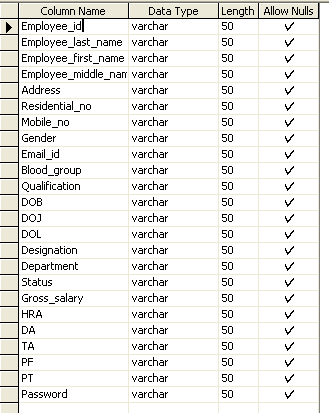 Column Name Data Type Length Allow Nulls
Employee_id varchar 50
Employee_last_name varchar 50
Employee_first_name varchar 50
Employee_middle_nam varchar 50
Address varchar 50
Residential_no varchar 50
Mobile_no varchar 50
Gender varchar 50
Email_id varchar 50
Blood_group varchar 50
Qualification varchar 50
DOB varchar 50
DOJ varchar 50
DOL varchar 50
Designation varchar 50
Department varchar 50
Status varchar 50
Gross_salary varchar 50
HRA varchar 50
DA varchar 50
TA varchar 50
PF varchar 50
PT varchar 50
Password varchar 50